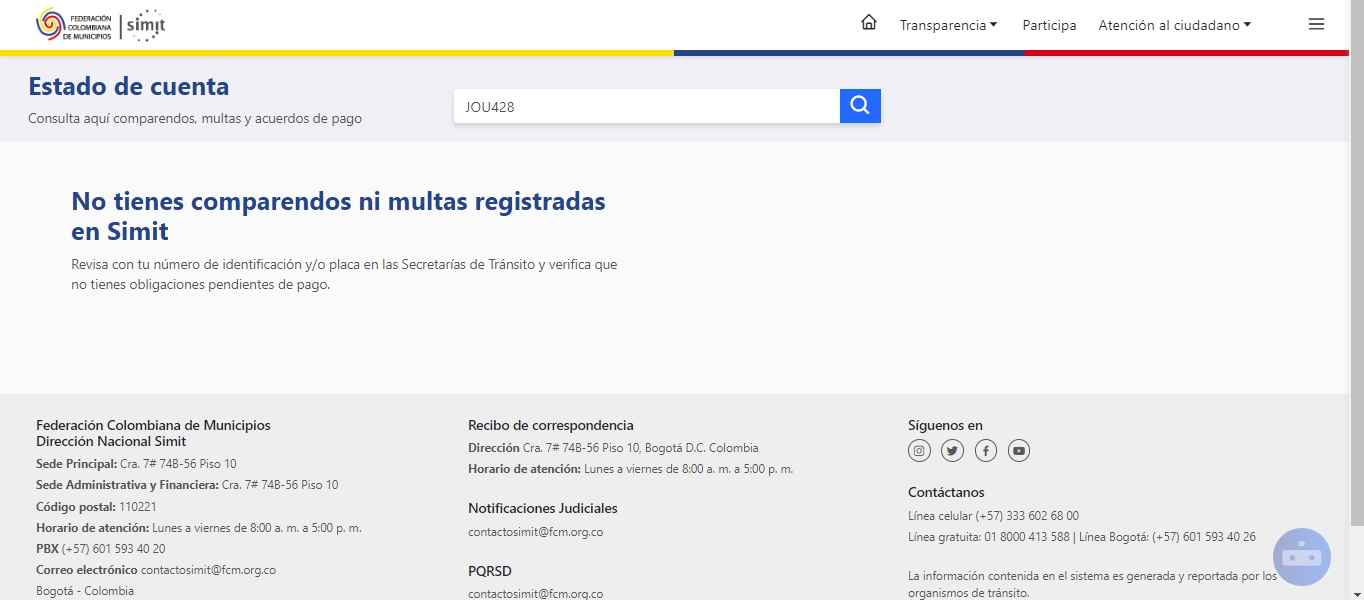 FEDERACIÓN
COLOMBIANA
DE MUNICIPIOS
simit
Transparencia
Participa
Atención al ciudadano
Estado de cuenta
Consulta aquí comparendos, multas y acuerdos de pago
JOU428
No tienes comparendos ni multas registradas
en Simit
Revisa con tu número de identificación y/o placa en las Secretarías de Tránsito y verifica que
no tienes obligaciones pendientes de pago.
Federación Colombiana de Municipios
Dirección Nacional Simit
Sede Principal: Cra. 7# 74B-56 Piso 10
Sede Administrativa y Financiera: Cra. 7# 74B-56 Piso 10
Código postal: 110221
Horario de atención: Lunes a viernes de 8:00 a. m. a 5:00 p. m.
PBX (+57) 601 593 40 20
Correo electrónico contactosimit@fcm.org.co
Bogotá - Colombia
Recibo de correspondencia
Dirección Cra. 7# 74B-56 Piso 10, Bogotá D.C. Colombia
Horario de atención: Lunes a viernes de 8:00 a. m. a 5:00 p. m.
Notificaciones Judiciales
contactosimit@fcm.org.co
PQRSD
contactosimit@fcm.org.co
Síguenos en
Contáctanos
Línea celular (+57) 333 602 68 00
Línea gratuita: 01 8000 413 588 | Línea Bogotá: (+57) 601 593 40 26
La información contenida en el sistema es generada y reportada por los
organismos de tránsito.